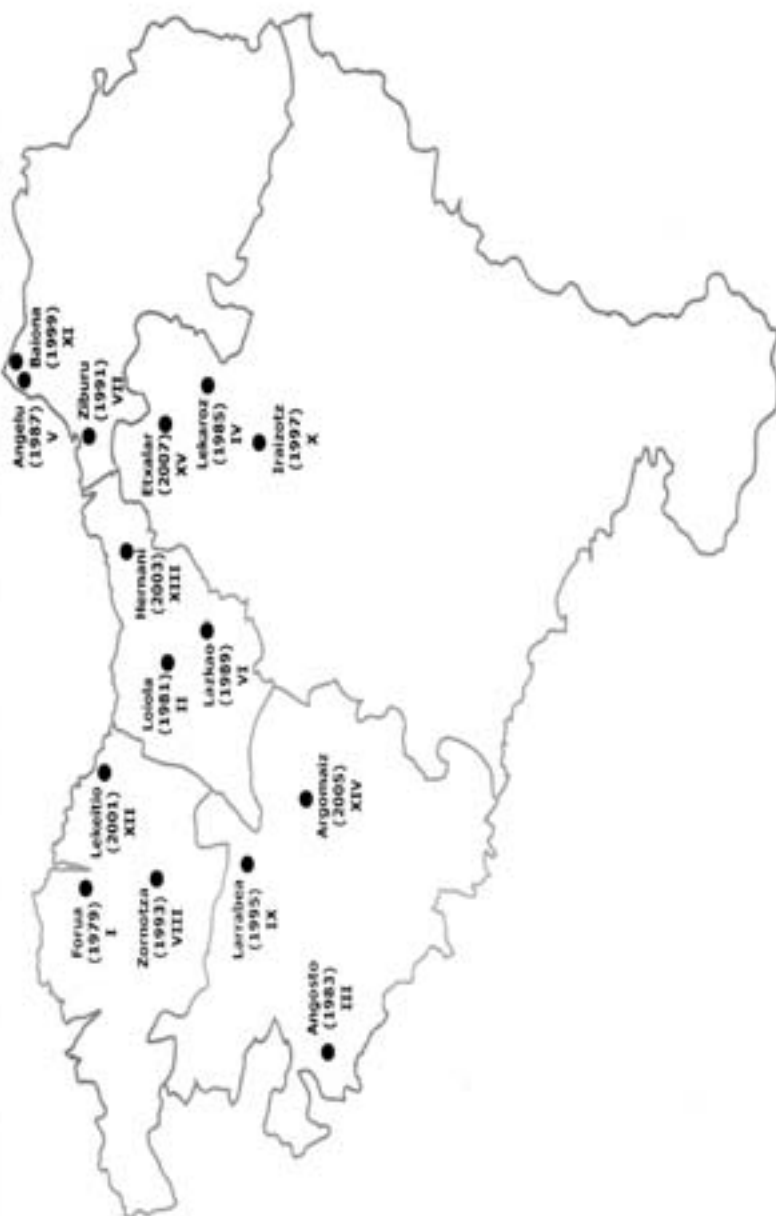 Forua
(1979)
I
Zornotza
(1993)
VIII
Lekeitio
(2001)
XII
Larrabea
(1995)
IX
Angosto
(1983)
III
Argomaiz
(2005)
XIV
Loiola
(1981)
II
Lazkao
(1989)
VI
Hernani
(2003)
XIII
Angelu
(1987)
V
Baiona
(1999)
XI
Ziburu
(1991)
VII
Etxalar
(2007)
XV
Lekaroz
(1985)
IV
Iraizotz
(1997)
X